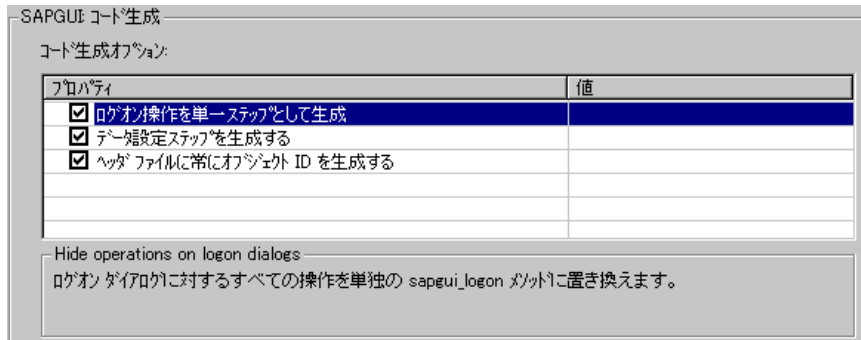 SAPGUI: コード生成
コード生成オプション:
プロパティ 値
ログオン操作を単一ステップとして生成
データ設定ステップを生成する
ヘッダ ファイルに常にオブジェクト ID を生成する
Hide operations on logon dialogs
ログオン ダイアログに対するすべての操作を単独の sapgui_logon メソッドに置き換えます。